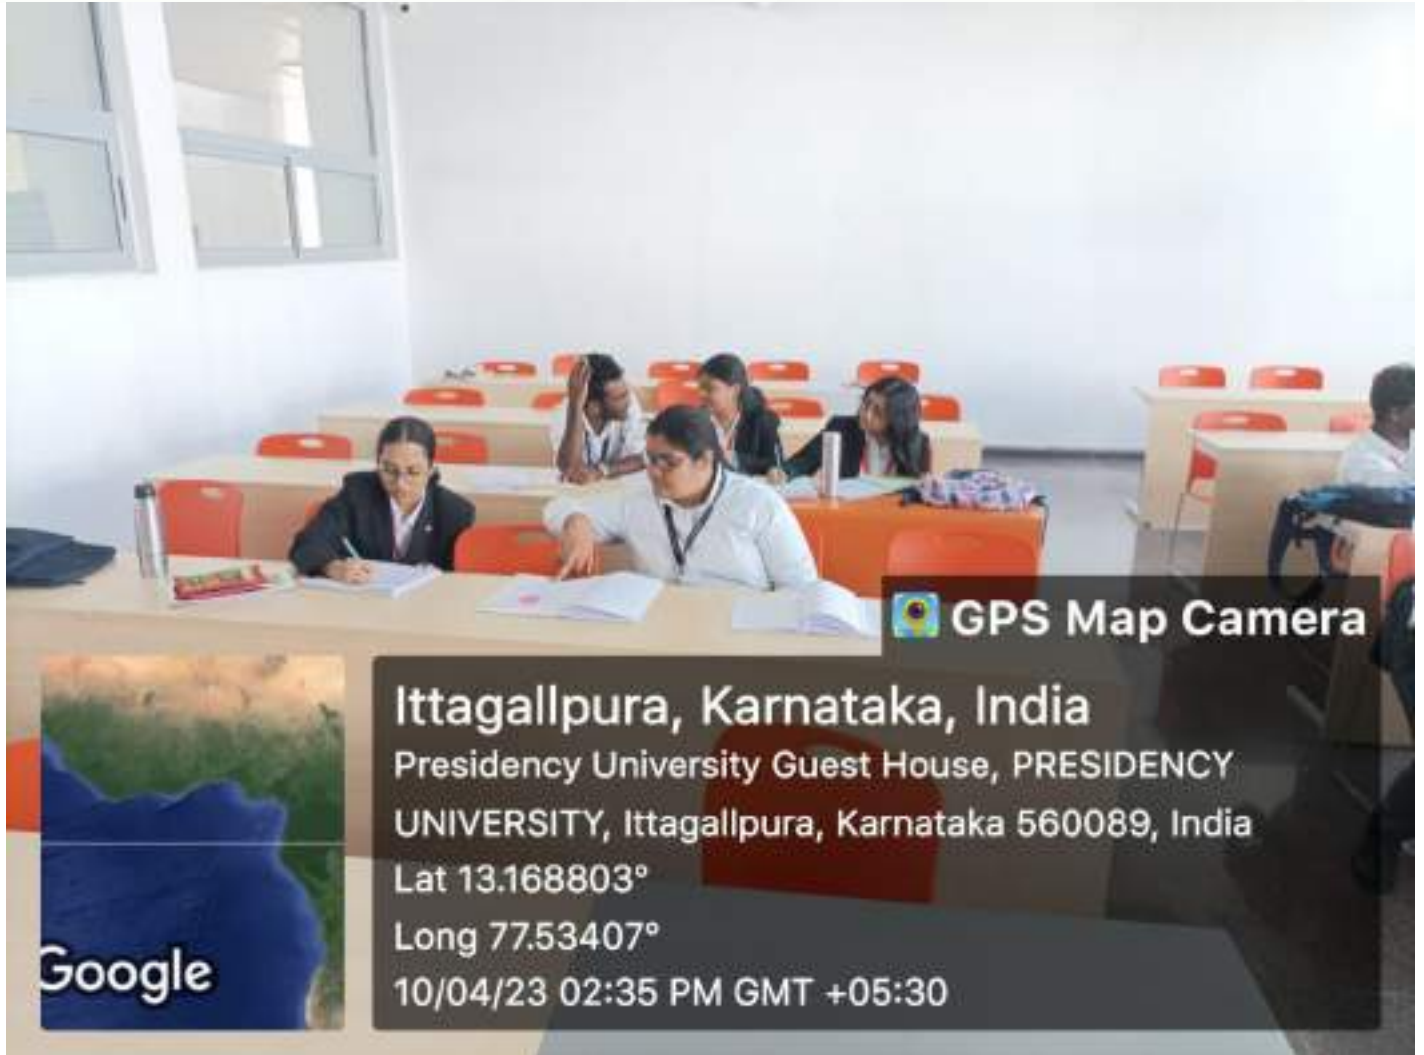 GPS Map Camera
Ittagallpura, Karnataka, India
Presidency University Guest House, PRESIDENCY
UNIVERSITY, Ittagallpura, Karnataka 560089, India
Lat 13.168803°
Long 77.53407°
10/04/23 02:35 PM GMT +05:30
Google